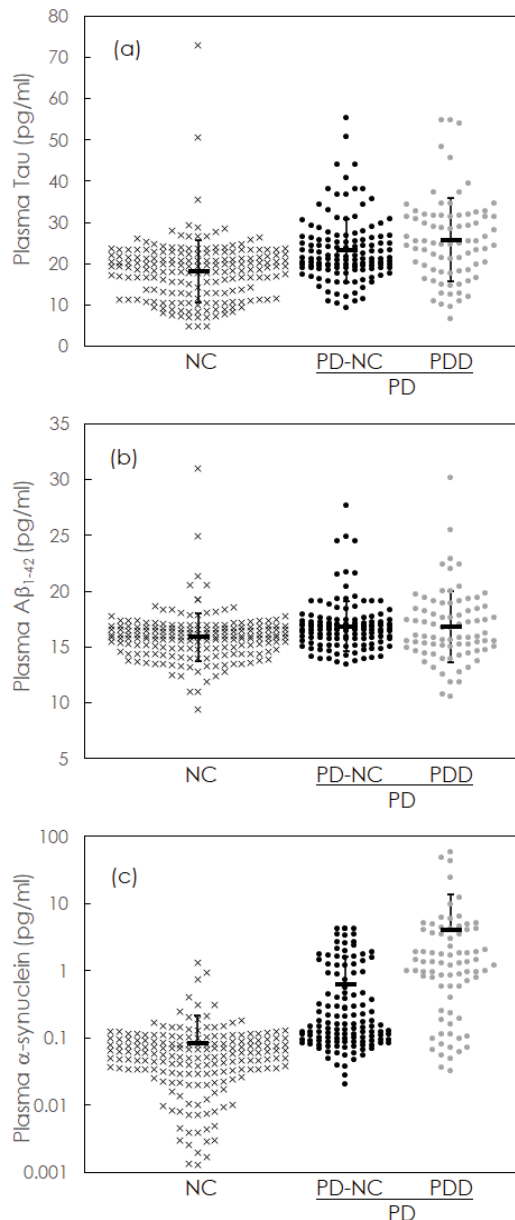 (a)
Plasma Tau (pg/ml)
80
70
60
50
40
30
20
10
0
NC
PD-NC
PDD
PD
(b)
Plasma Aβ₁₋₄₂ (pg/ml)
35
30
25
20
15
10
5
NC
PD-NC
PDD
PD
(c)
Plasma α-synuclein (pg/ml)
100
10
1
0.1
0.01
0.001
NC
PD-NC
PDD
PD